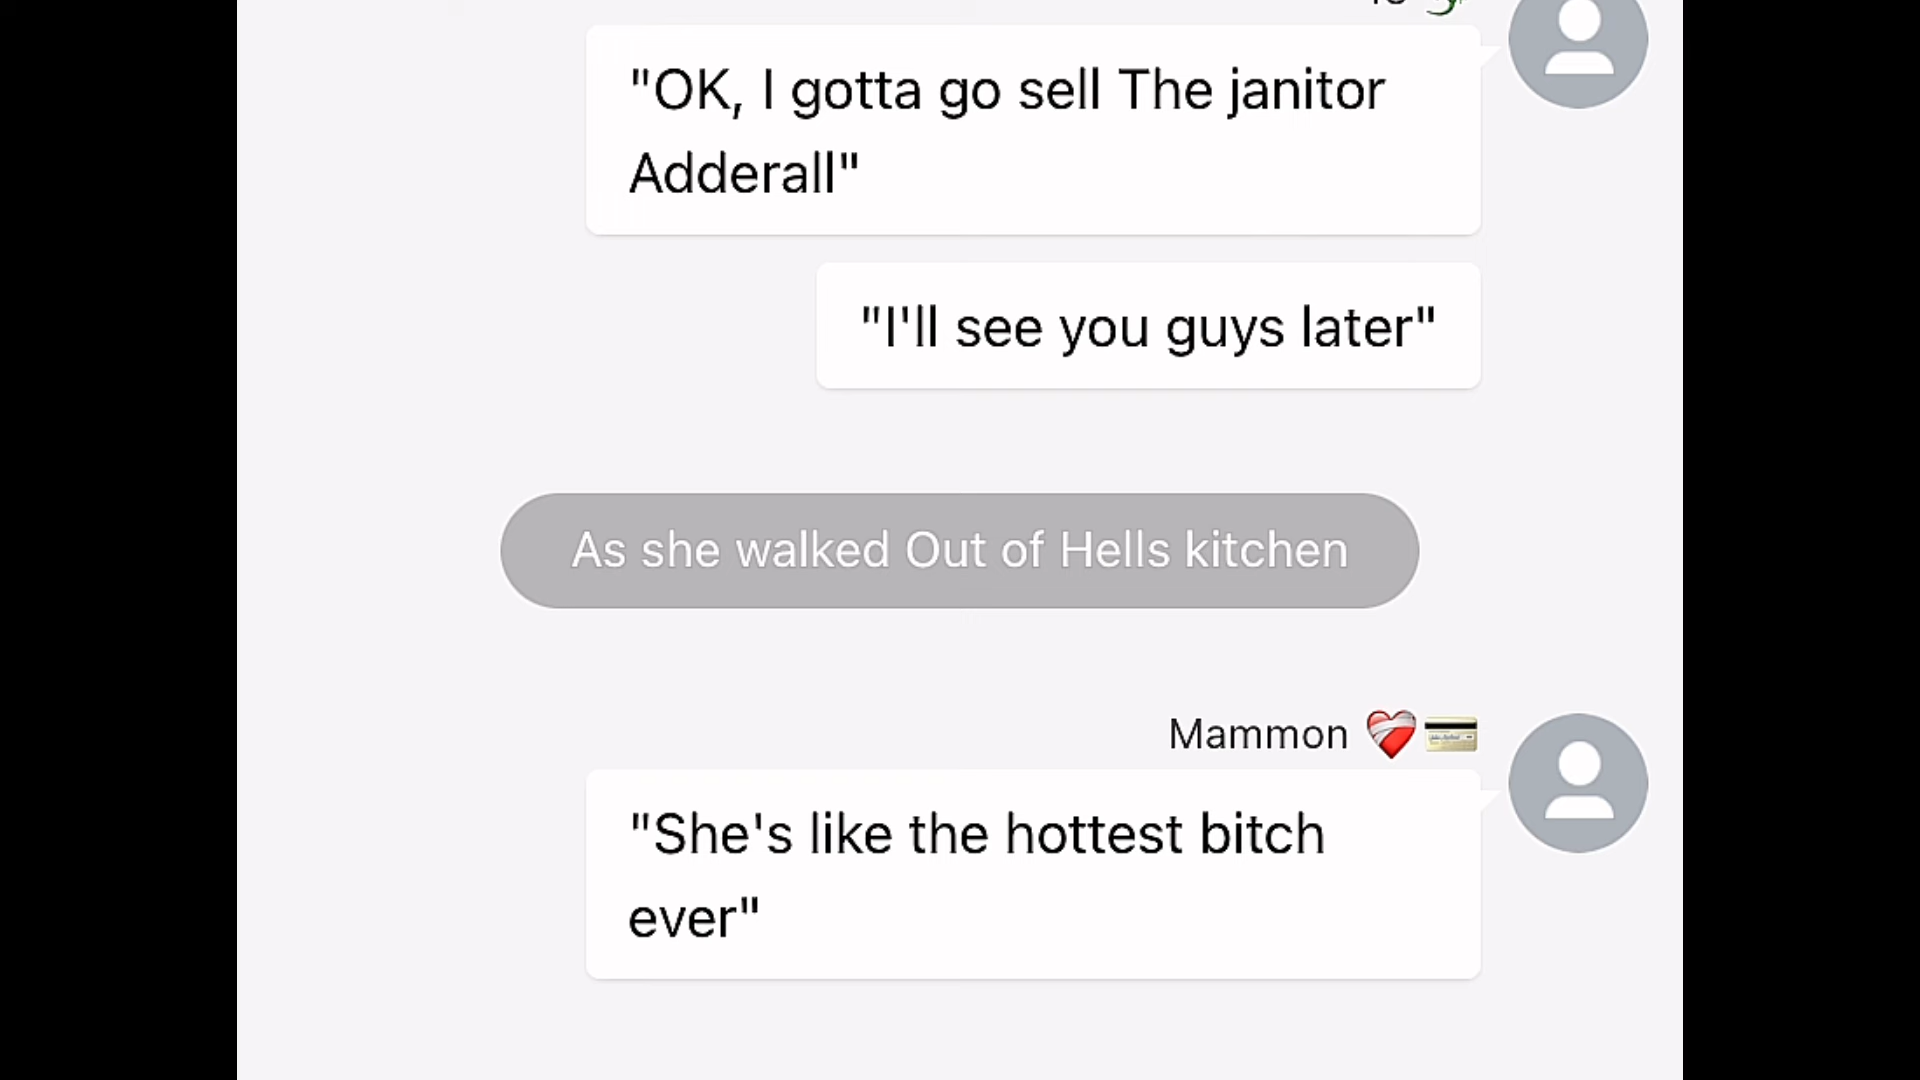 "OK, I gotta go sell The janitor
Adderall"
"I'll see you guys later"
As she walked Out of Hells kitchen
Mammon ❤️‍🩹💳
"She's like the hottest bitch
ever"